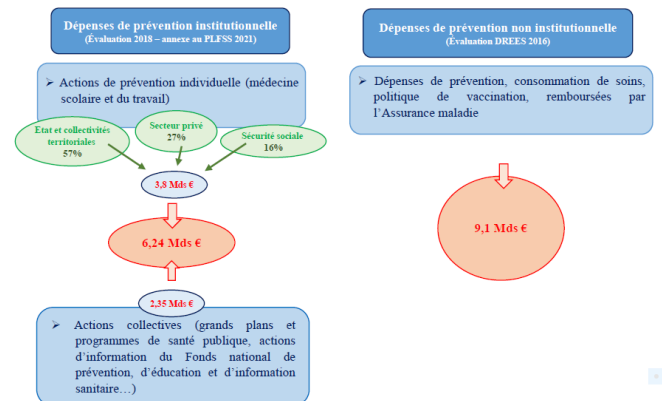 Dépenses de prévention institutionnelle
(Évaluation 2018 – annexe au PLFSS 2021)
➢ Actions de prévention individuelle (médecine
scolaire et du travail)
Etat et collectivités
territoriales
57%
Secteur privé
27%
Sécurité sociale
16%
3,8 Mds €
6,24 Mds €
2,35 Mds €
➢ Actions collectives (grands plans et
programmes de santé publique, actions
d'information du Fonds national de
prévention, d'éducation et d'information
sanitaire…)
Dépenses de prévention non institutionnelle
(Évaluation DREES 2016)
➢ Dépenses de prévention, consommation de soins,
politique de vaccination, remboursées par
l'Assurance maladie
9,1 Mds €